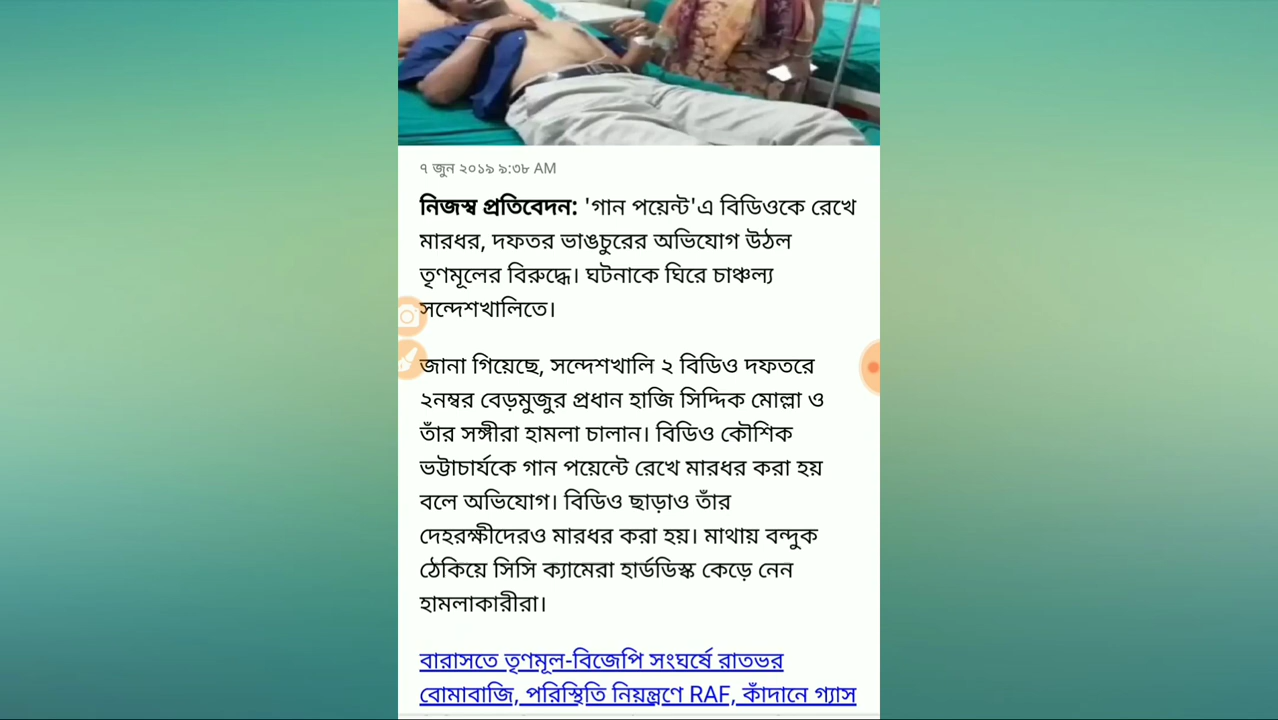 ৭ জুন ২০১৯ ৯:৩৮ AM
নিজস্ব প্রতিবেদন: 'গান পয়েন্ট'এ বিডিওকে রেখে
মারধর, দফতর ভাঙচুরের অভিযোগ উঠল
তৃণমূলের বিরুদ্ধে। ঘটনাকে ঘিরে চাঞ্চল্য
সন্দেশখালিতে।
জানা গিয়েছে, সন্দেশখালি ২ বিডিও দফতরে
২নম্বর বেড়মুজুর প্রধান হাজি সিদ্দিক মোল্লা ও
তাঁর সঙ্গীরা হামলা চালান। বিডিও কৌশিক
ভট্টাচার্যকে গান পয়েন্টে রেখে মারধর করা হয়
বলে অভিযোগ। বিডিও ছাড়াও তাঁর
দেহরক্ষীদেরও মারধর করা হয়। মাথায় বন্দুক
ঠেকিয়ে সিসি ক্যামেরা হার্ডডিস্ক কেড়ে নেন
হামলাকারীরা।
বারাসতে তৃণমূল-বিজেপি সংঘর্ষে রাতভর
বোমাবাজি, পরিস্থিতি নিয়ন্ত্রণে RAF, কাঁদানে গ্যাস